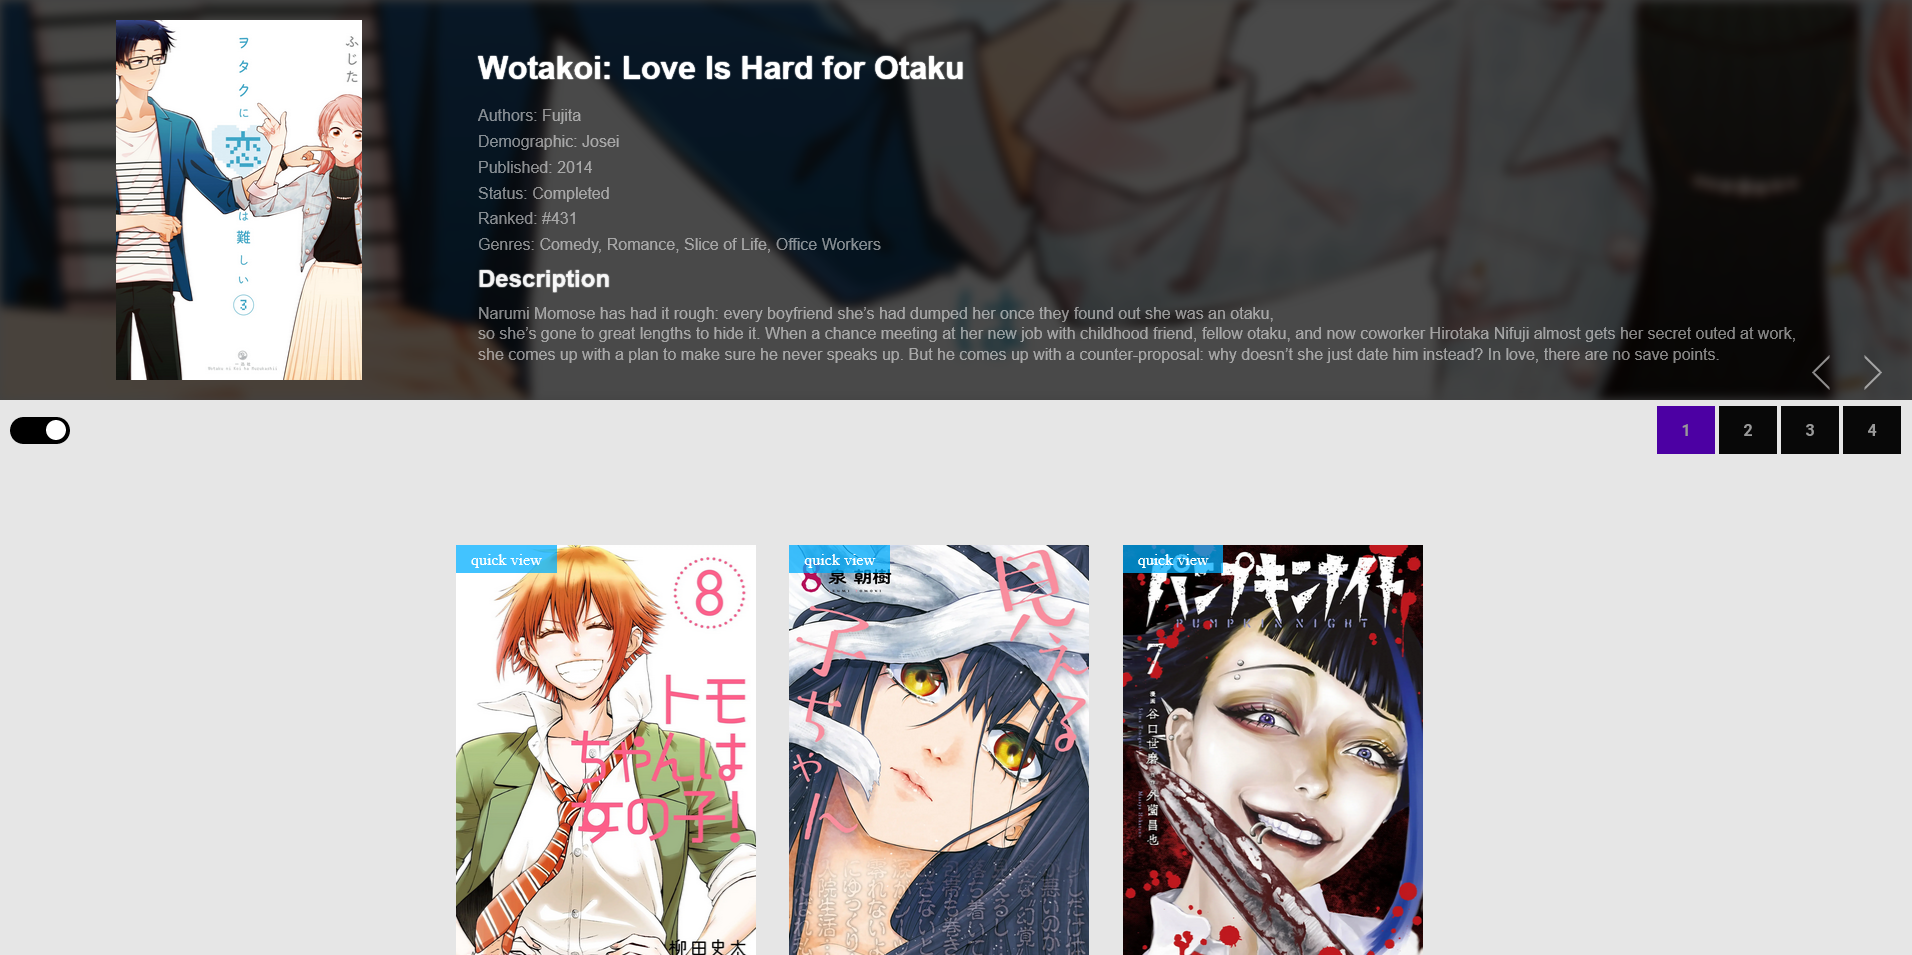 ヲタクに恋は難しい
3
ふじた
Wotakoi: Love Is Hard for Otaku
Authors: Fujita
Demographic: Josei
Published: 2014
Status: Completed
Ranked: #431
Genres: Comedy, Romance, Slice of Life, Office Workers
Description
Narumi Momose has had it rough: every boyfriend she’s had dumped her once they found out she was an otaku,
so she’s gone to great lengths to hide it. When a chance meeting at her new job with childhood friend, fellow otaku, and now coworker Hirotaka Nifuji almost gets her secret outed at work,
she comes up with a plan to make sure he never speaks up. But he comes up with a counter-proposal: why doesn’t she just date him instead? In love, there are no save points.
1
2
3
4
quick view
8
トモ
ちゃんは
女の子!
柳田史太
quick view
8
泉 朝樹
見える
子ちゃん
quick view
パンプキンナイト
PUMPKIN NIGHT
7
漫画
谷口世磨
外薗昌也